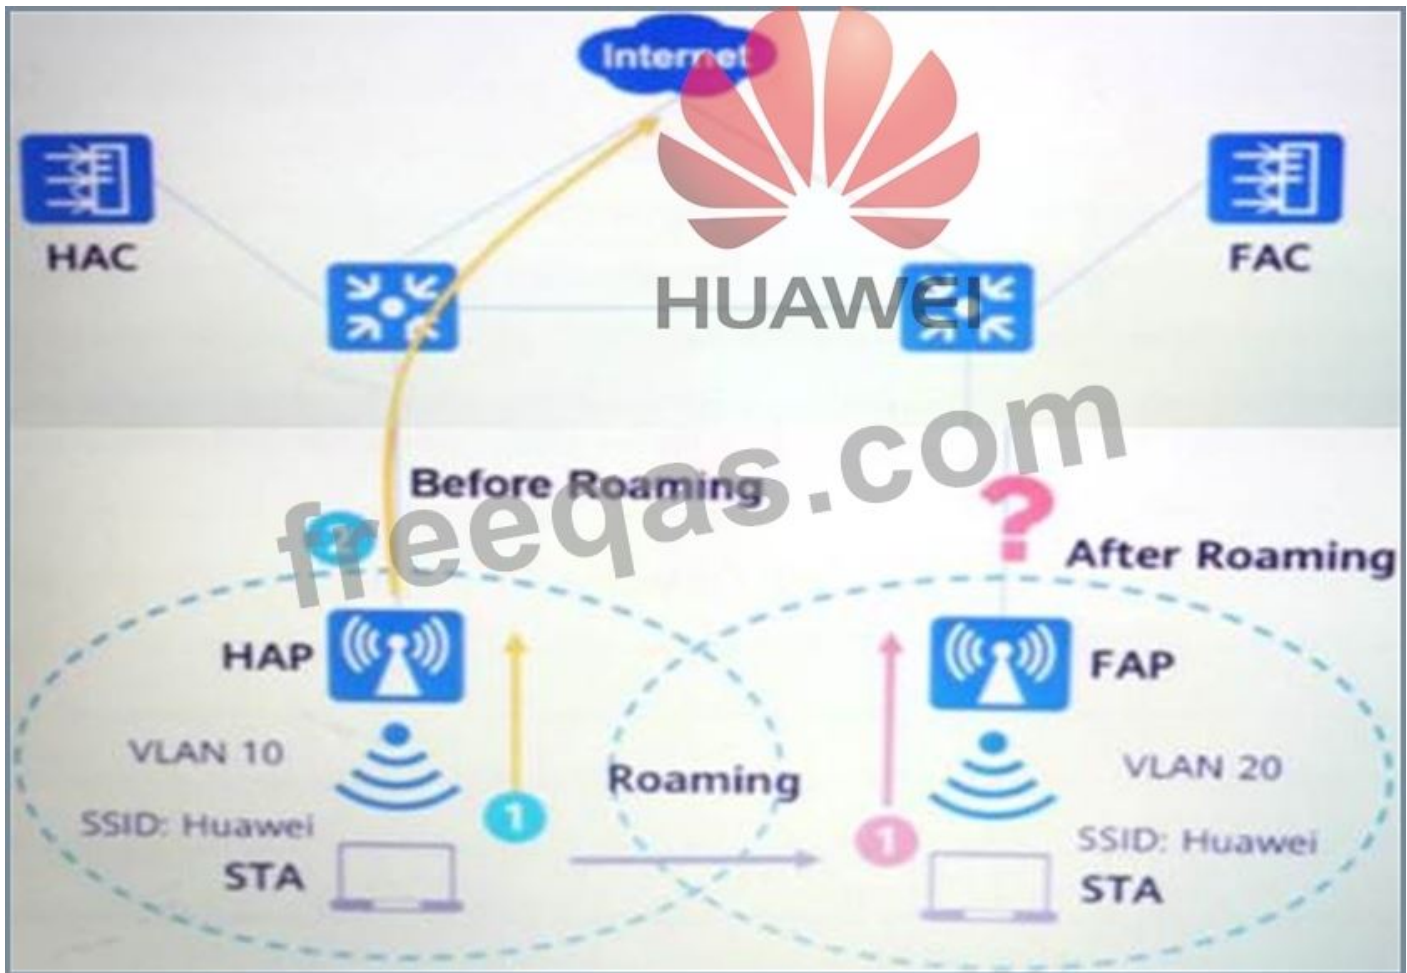 Internet
HAC
FAC
HUAWEI
Before Roaming
freeqas.com
?
After Roaming
2
HAP
FAP
VLAN 10
VLAN 20
Roaming
1
1
SSID: Huawei
SSID: Huawei
STA
STA